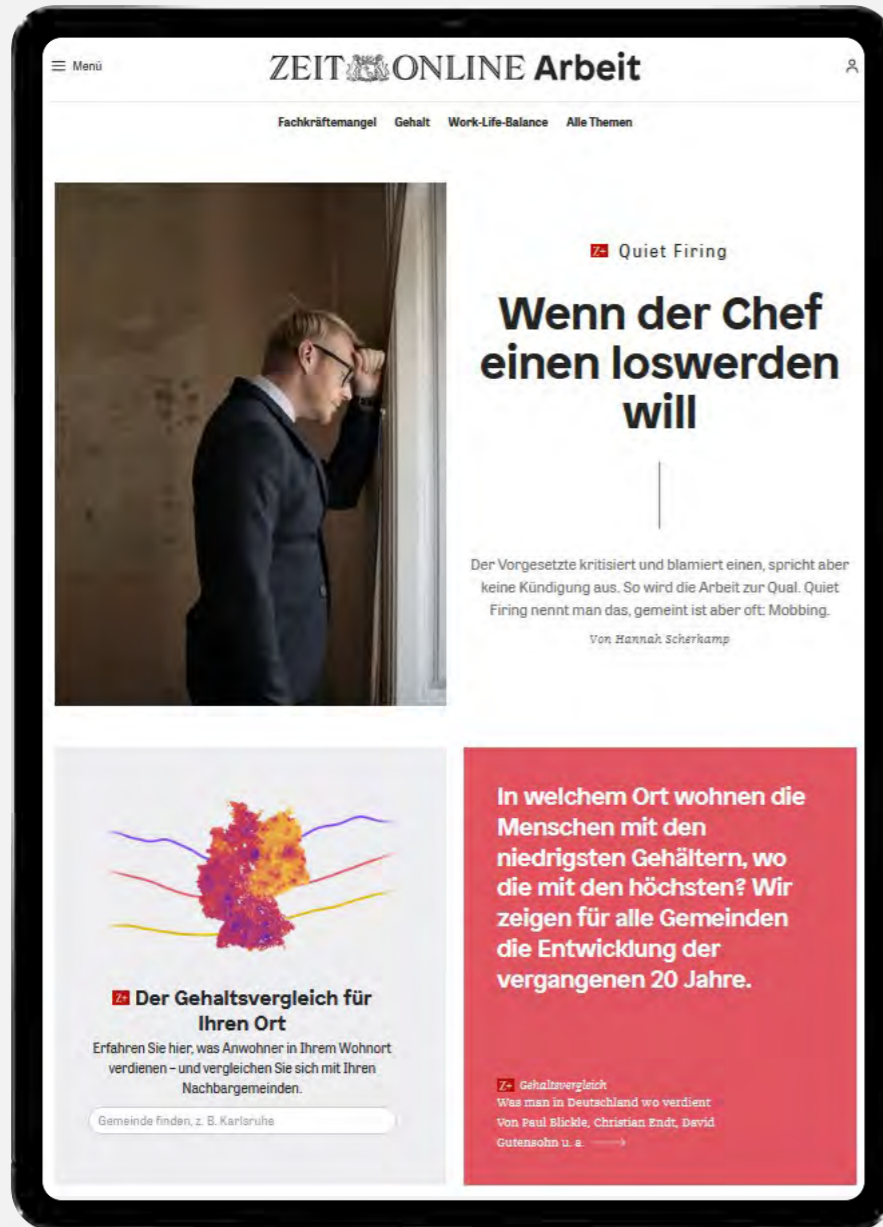 Menü
ZEIT ONLINE Arbeit
Fachkräftemangel Gehalt Work-Life-Balance Alle Themen
Z+ Quiet Firing
Wenn der Chef
einen loswerden
will
Der Vorgesetzte kritisiert und blamiert einen, spricht aber
keine Kündigung aus. So wird die Arbeit zur Qual. Quiet
Firing nennt man das, gemeint ist aber oft: Mobbing.
Von Hannah Scherkamp
Z+ Der Gehaltsvergleich für
Ihren Ort
Erfahren Sie hier, was Anwohner in Ihrem Wohnort
verdienen – und vergleichen Sie sich mit Ihren
Nachbargemeinden.
Gemeinde finden, z. B. Karlsruhe
In welchem Ort wohnen die
Menschen mit den
niedrigsten Gehältern, wo
die mit den höchsten? Wir
zeigen für alle Gemeinden
die Entwicklung der
vergangenen 20 Jahre.
Z+ Gehaltsvergleich
Was man in Deutschland wo verdient
Von Paul Blickle, Christian Endt, David
Gutensohn u. a.